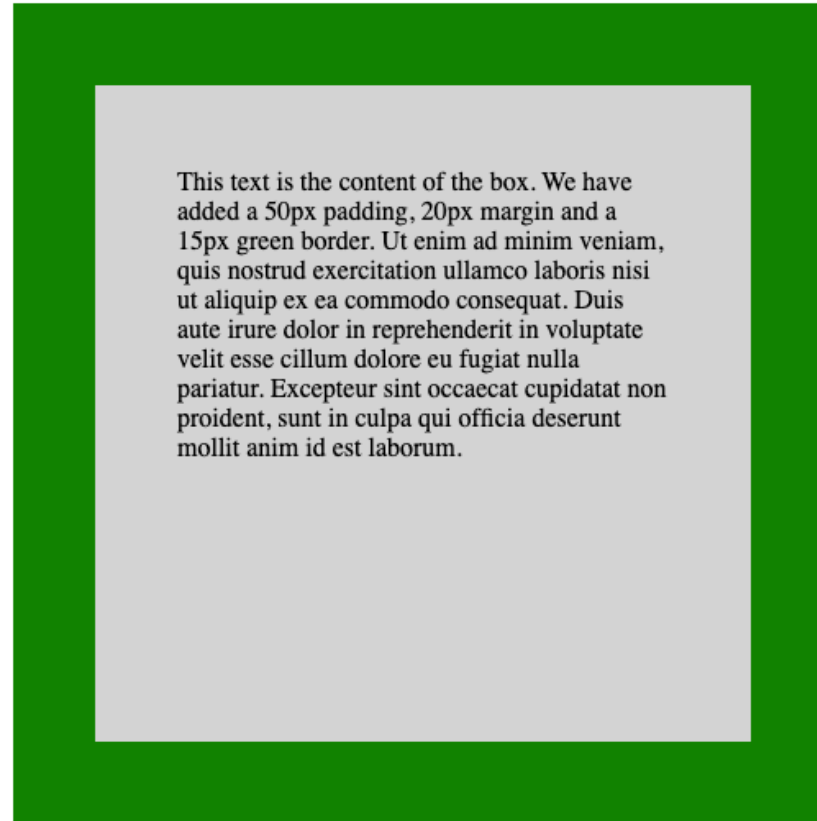 This text is the content of the box. We have
added a 50px padding, 20px margin and a
15px green border. Ut enim ad minim veniam,
quis nostrud exercitation ullamco laboris nisi
ut aliquip ex ea commodo consequat. Duis
aute irure dolor in reprehenderit in voluptate
velit esse cillum dolore eu fugiat nulla
pariatur. Excepteur sint occaecat cupidatat non
proident, sunt in culpa qui officia deserunt
mollit anim id est laborum.